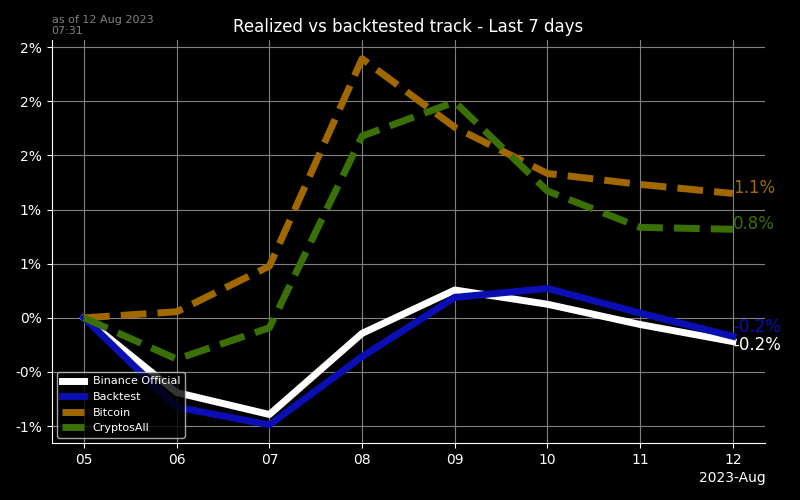 as of 12 Aug 2023
07:31
Realized vs backtested track - Last 7 days
2%
2%
2%
1%
1%
0%
-0%
-1%
1.1%
0.8%
-0.2%
-0.2%
Binance Official
Backtest
Bitcoin
CryptosAll
05 06 07 08 09 10 11 12
2023-Aug